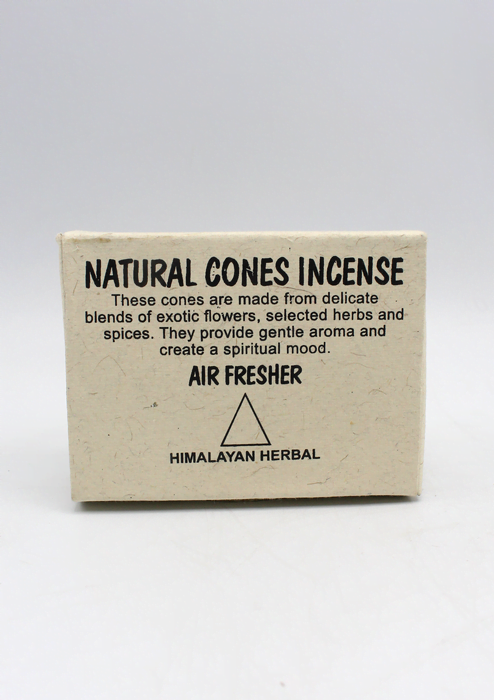 NATURAL CONES INCENSE
These cones are made from delicate
blends of exotic flowers, selected herbs and
spices. They provide gentle aroma and
create a spiritual mood.
AIR FRESHER
HIMALAYAN HERBAL